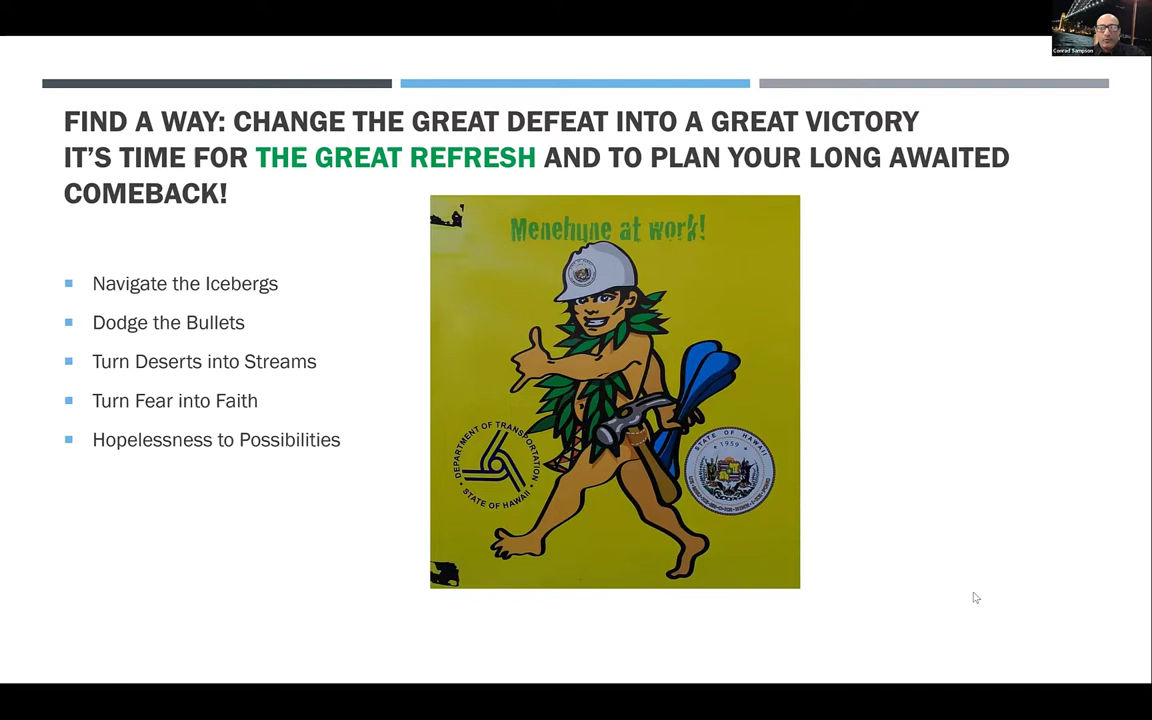 Conrad Sampson
FIND A WAY: CHANGE THE GREAT DEFEAT INTO A GREAT VICTORY
IT'S TIME FOR THE GREAT REFRESH AND TO PLAN YOUR LONG AWAITED
COMEBACK!
Navigate the Icebergs
Dodge the Bullets
Turn Deserts into Streams
Turn Fear into Faith
Hopelessness to Possibilities
Menehune at work!
DEPARTMENT OF TRANSPORTATION
STATE OF HAWAII
STATE OF HAWAII
1959